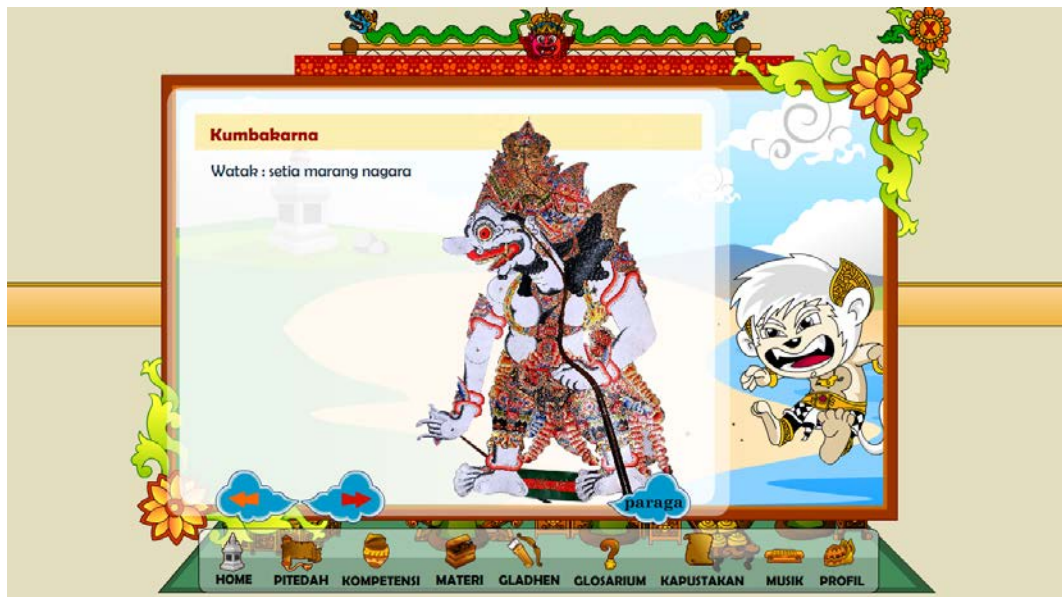 X
Kumbakarna
Watak : setia marang nagara
paraga
HOME PITEDAH KOMPETENSI MATERI GLADHEN GLOSARIUM KAPUSTAKAN MUSIK PROFIL